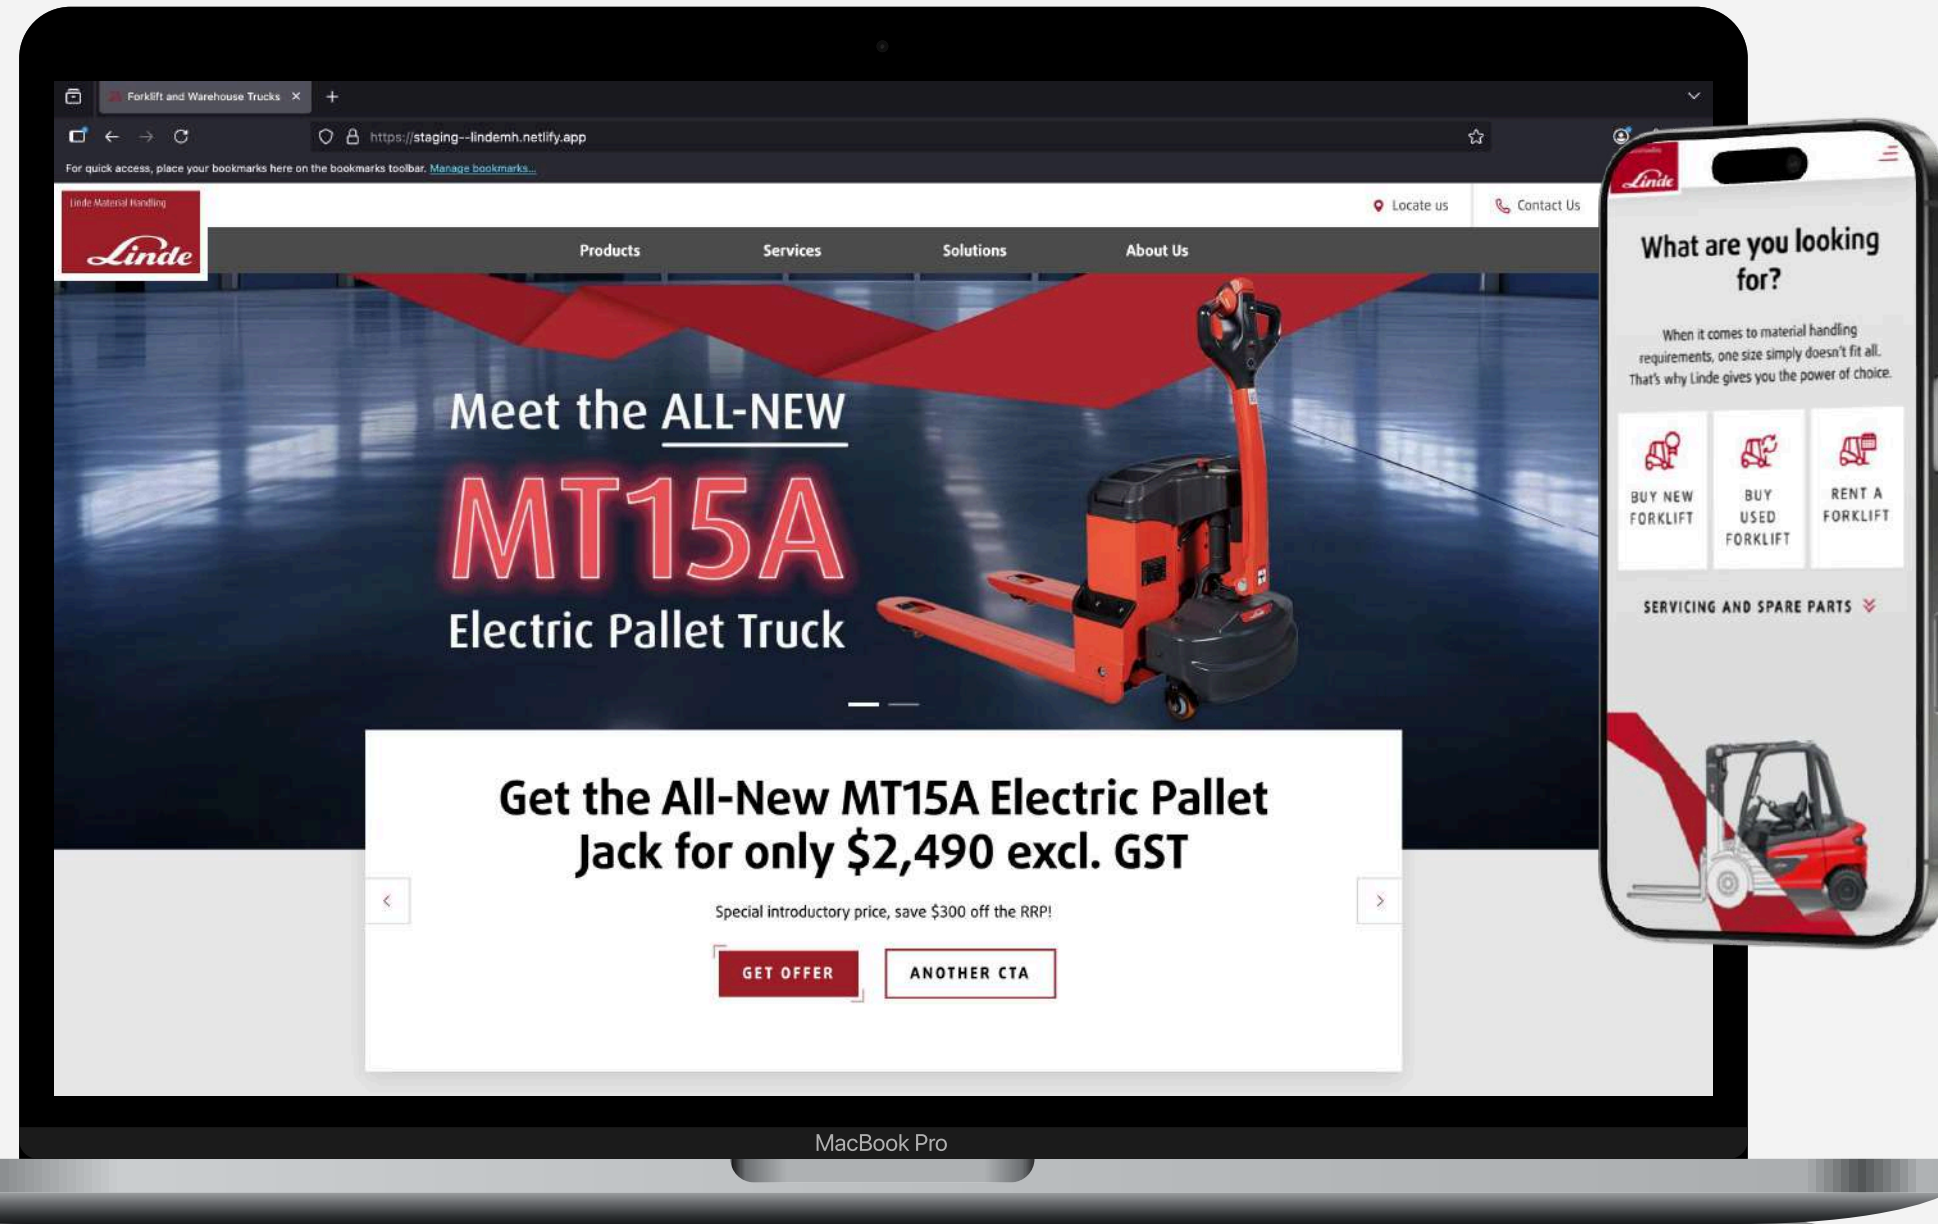 Forklift and Warehouse Trucks
https://staging--lindemh.netlify.app
For quick access, place your bookmarks here on the bookmarks toolbar. Manage bookmarks...
Linde Material Handling
Linde
Locate us
Contact Us
Products
Services
Solutions
About Us
Meet the ALL-NEW
MT15A
Electric Pallet Truck
Get the All-New MT15A Electric Pallet
Jack for only $2,490 excl. GST
Special introductory price, save $300 off the RRP!
GET OFFER
ANOTHER CTA
MacBook Pro
Linde
What are you looking
for?
When it comes to material handling
requirements, one size simply doesn't fit all.
That's why Linde gives you the power of choice.
BUY NEW
FORKLIFT
BUY
USED
FORKLIFT
RENT A
FORKLIFT
SERVICING AND SPARE PARTS